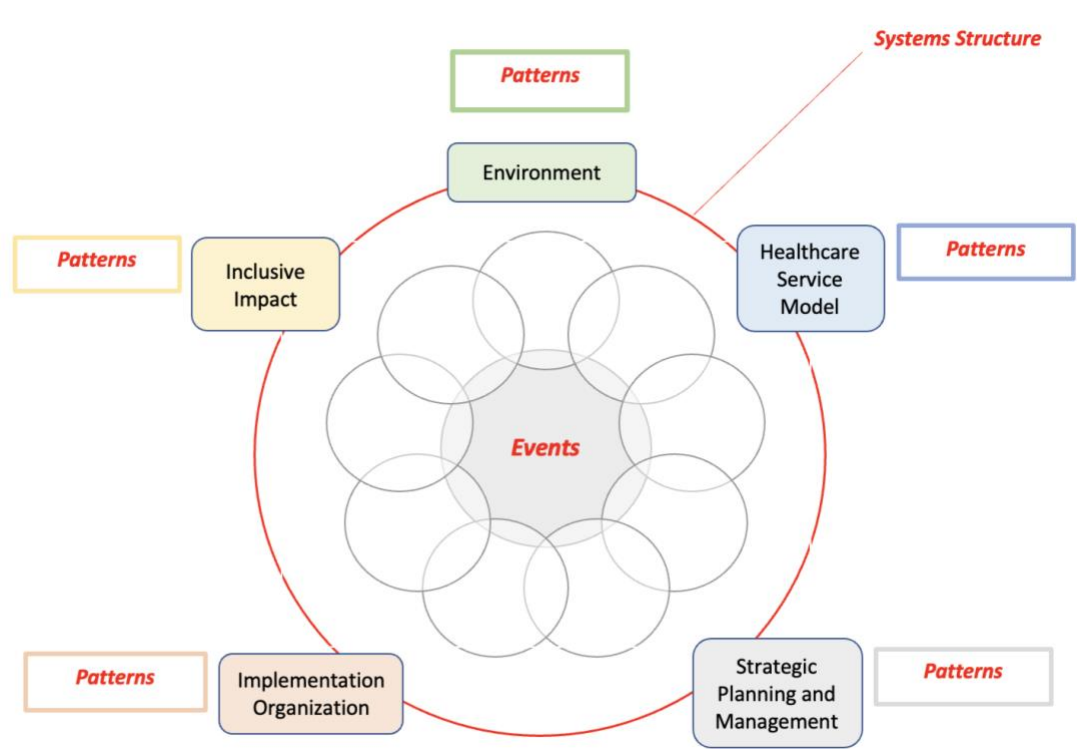 Systems Structure
Patterns
Environment
Patterns
Inclusive
Impact
Healthcare
Service
Model
Patterns
Events
Patterns
Implementation
Organization
Strategic
Planning and
Management
Patterns